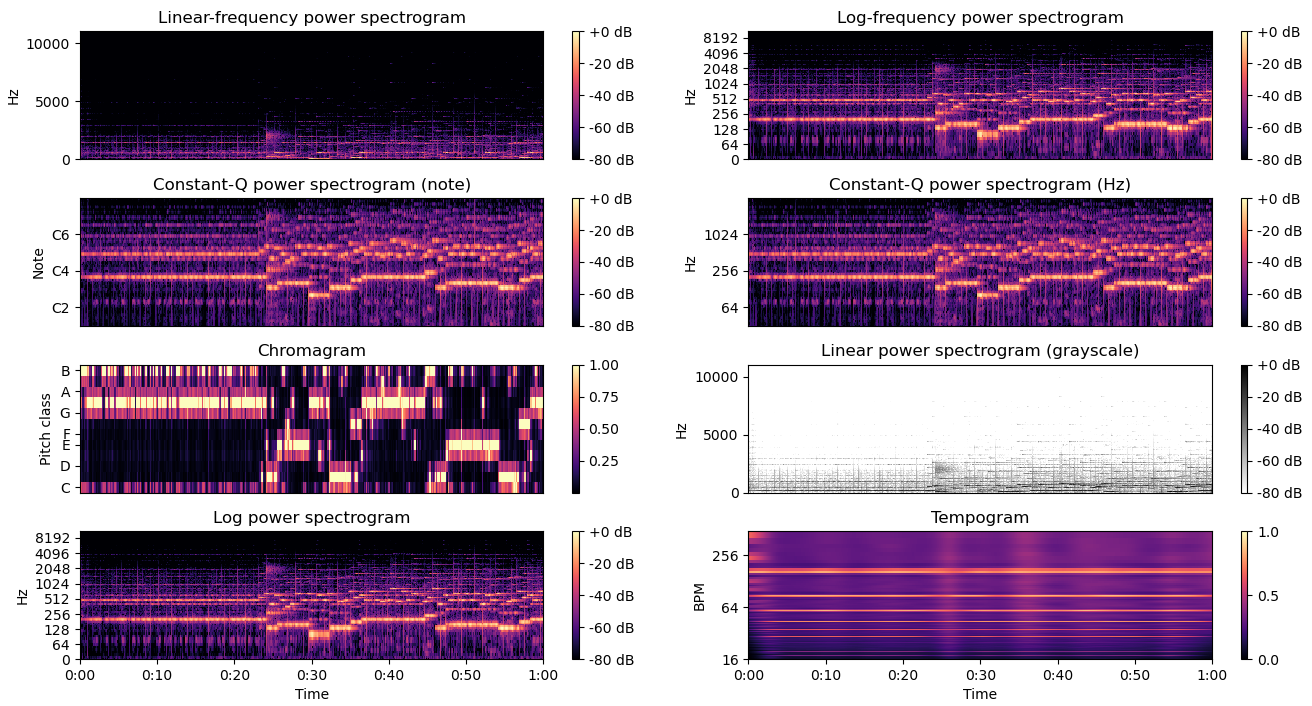 Linear-frequency power spectrogram
Hz
10000
5000
0
+0 dB
-20 dB
-40 dB
-60 dB
-80 dB
Log-frequency power spectrogram
Hz
8192
4096
2048
1024
512
256
128
64
0
+0 dB
-20 dB
-40 dB
-60 dB
-80 dB
Constant-Q power spectrogram (note)
Note
C6
C4
C2
+0 dB
-20 dB
-40 dB
-60 dB
-80 dB
Constant-Q power spectrogram (Hz)
Hz
1024
256
64
+0 dB
-20 dB
-40 dB
-60 dB
-80 dB
Chromagram
Pitch class
B
A
G
F
E
D
C
1.00
0.75
0.50
0.25
Linear power spectrogram (grayscale)
Hz
10000
5000
0
+0 dB
-20 dB
-40 dB
-60 dB
-80 dB
Log power spectrogram
Hz
8192
4096
2048
1024
512
256
128
64
0
0:00 0:10 0:20 0:30 0:40 0:50 1:00
Time
+0 dB
-20 dB
-40 dB
-60 dB
-80 dB
Tempogram
BPM
256
64
16
0:00 0:10 0:20 0:30 0:40 0:50 1:00
Time
1.0
0.5
0.0